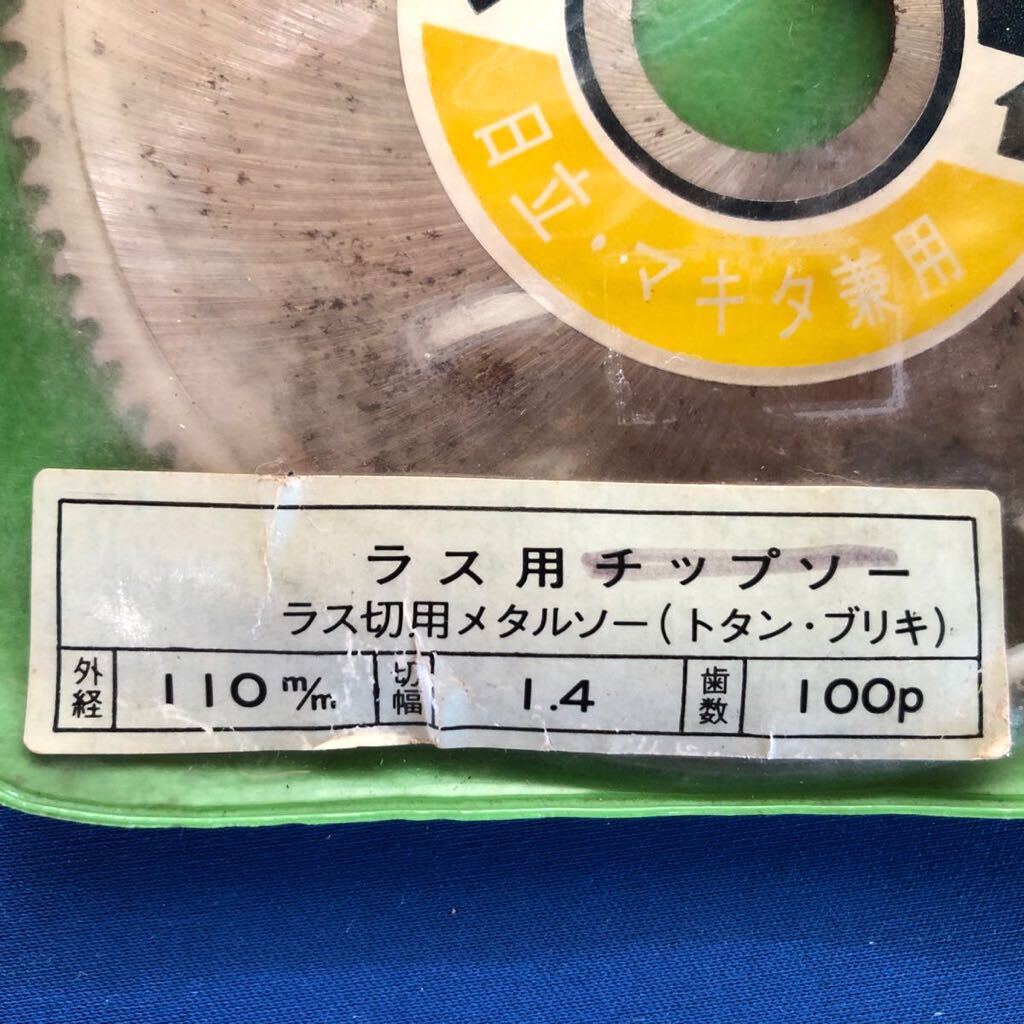 日立・マキタ兼用
ラス用チップソー
ラス切用メタルソー(トタン・ブリキ)
外経 110 m/m 切幅 1.4 歯数 100p